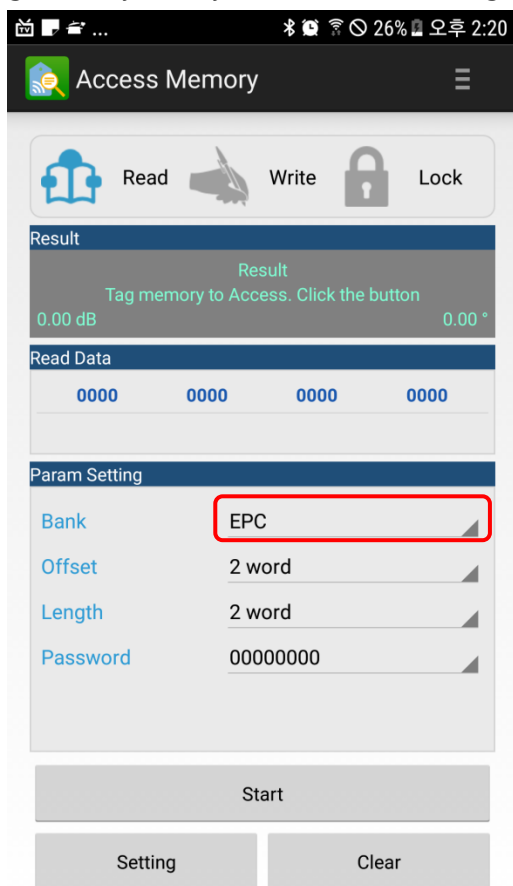 ... 26% 오후 2:20
Access Memory
Read Write Lock
Result
Result
Tag memory to Access. Click the button
0.00 dB 0.00 °
Read Data
0000 0000 0000 0000
Param Setting
Bank EPC
Offset 2 word
Length 2 word
Password 00000000
Start
Setting Clear